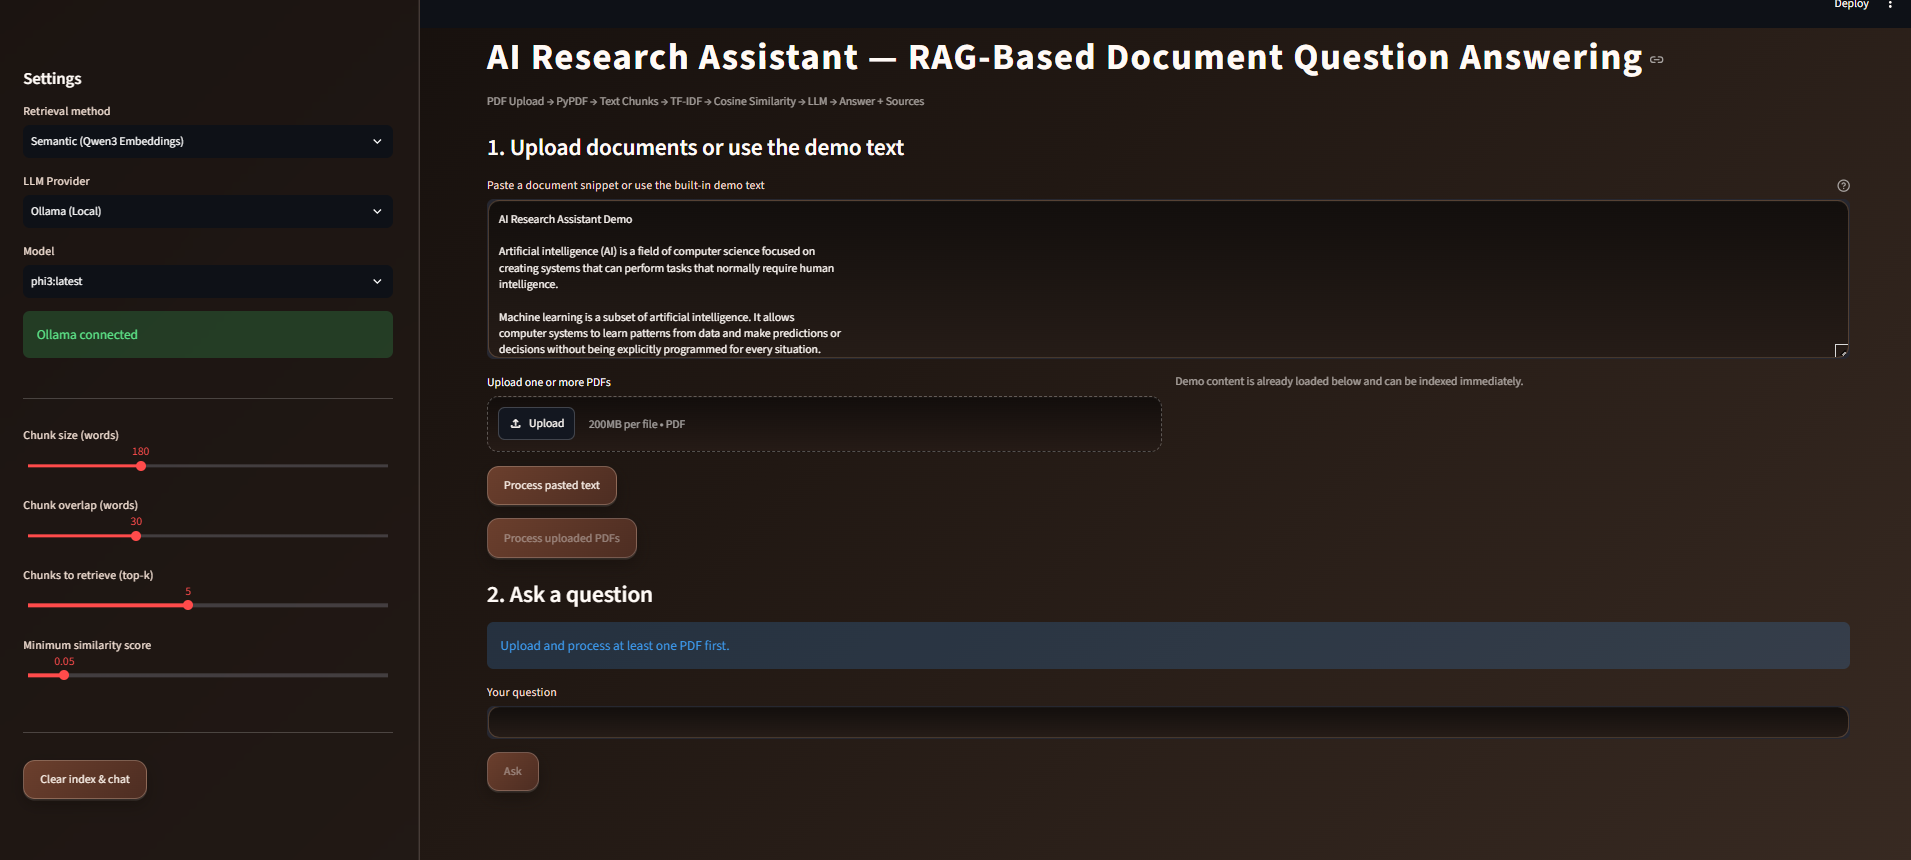 Deploy
Settings
Retrieval method
Semantic (Qwen3 Embeddings)
LLM Provider
Ollama (Local)
Model
phi3:latest
Ollama connected
Chunk size (words)
180
Chunk overlap (words)
30
Chunks to retrieve (top-k)
5
Minimum similarity score
0.05
Clear index & chat
AI Research Assistant — RAG-Based Document Question Answering
PDF Upload → PyPDF → Text Chunks → TF-IDF → Cosine Similarity → LLM → Answer + Sources
1. Upload documents or use the demo text
Paste a document snippet or use the built-in demo text
AI Research Assistant Demo
Artificial intelligence (AI) is a field of computer science focused on
creating systems that can perform tasks that normally require human
intelligence.
Machine learning is a subset of artificial intelligence. It allows
computer systems to learn patterns from data and make predictions or
decisions without being explicitly programmed for every situation.
Upload one or more PDFs
Upload
200MB per file • PDF
Demo content is already loaded below and can be indexed immediately.
Process pasted text
Process uploaded PDFs
2. Ask a question
Upload and process at least one PDF first.
Your question
Ask